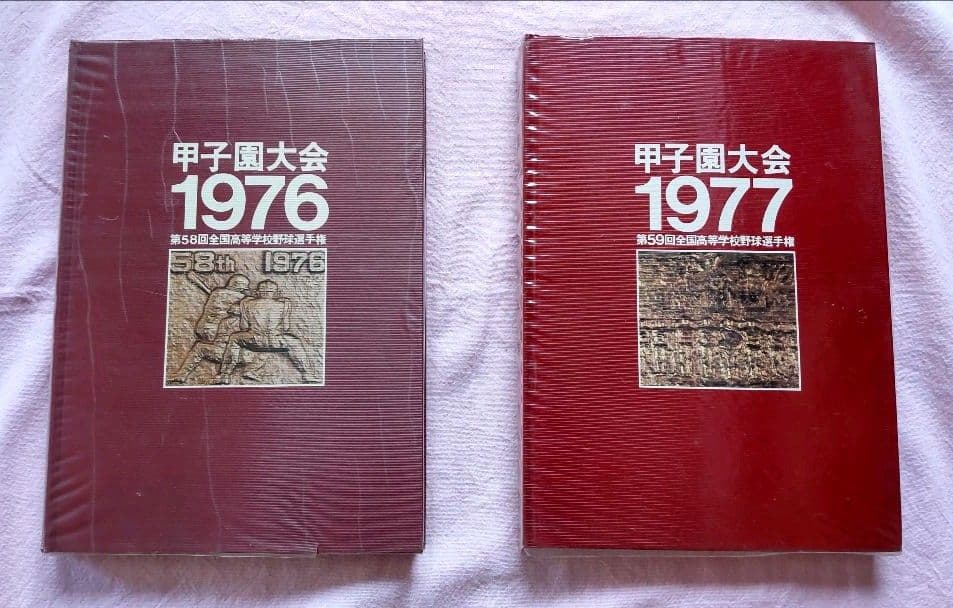 甲子園大会
1976
第58回全国高等学校野球選手権
58th 1976
甲子園大会
1977
第59回全国高等学校野球選手権